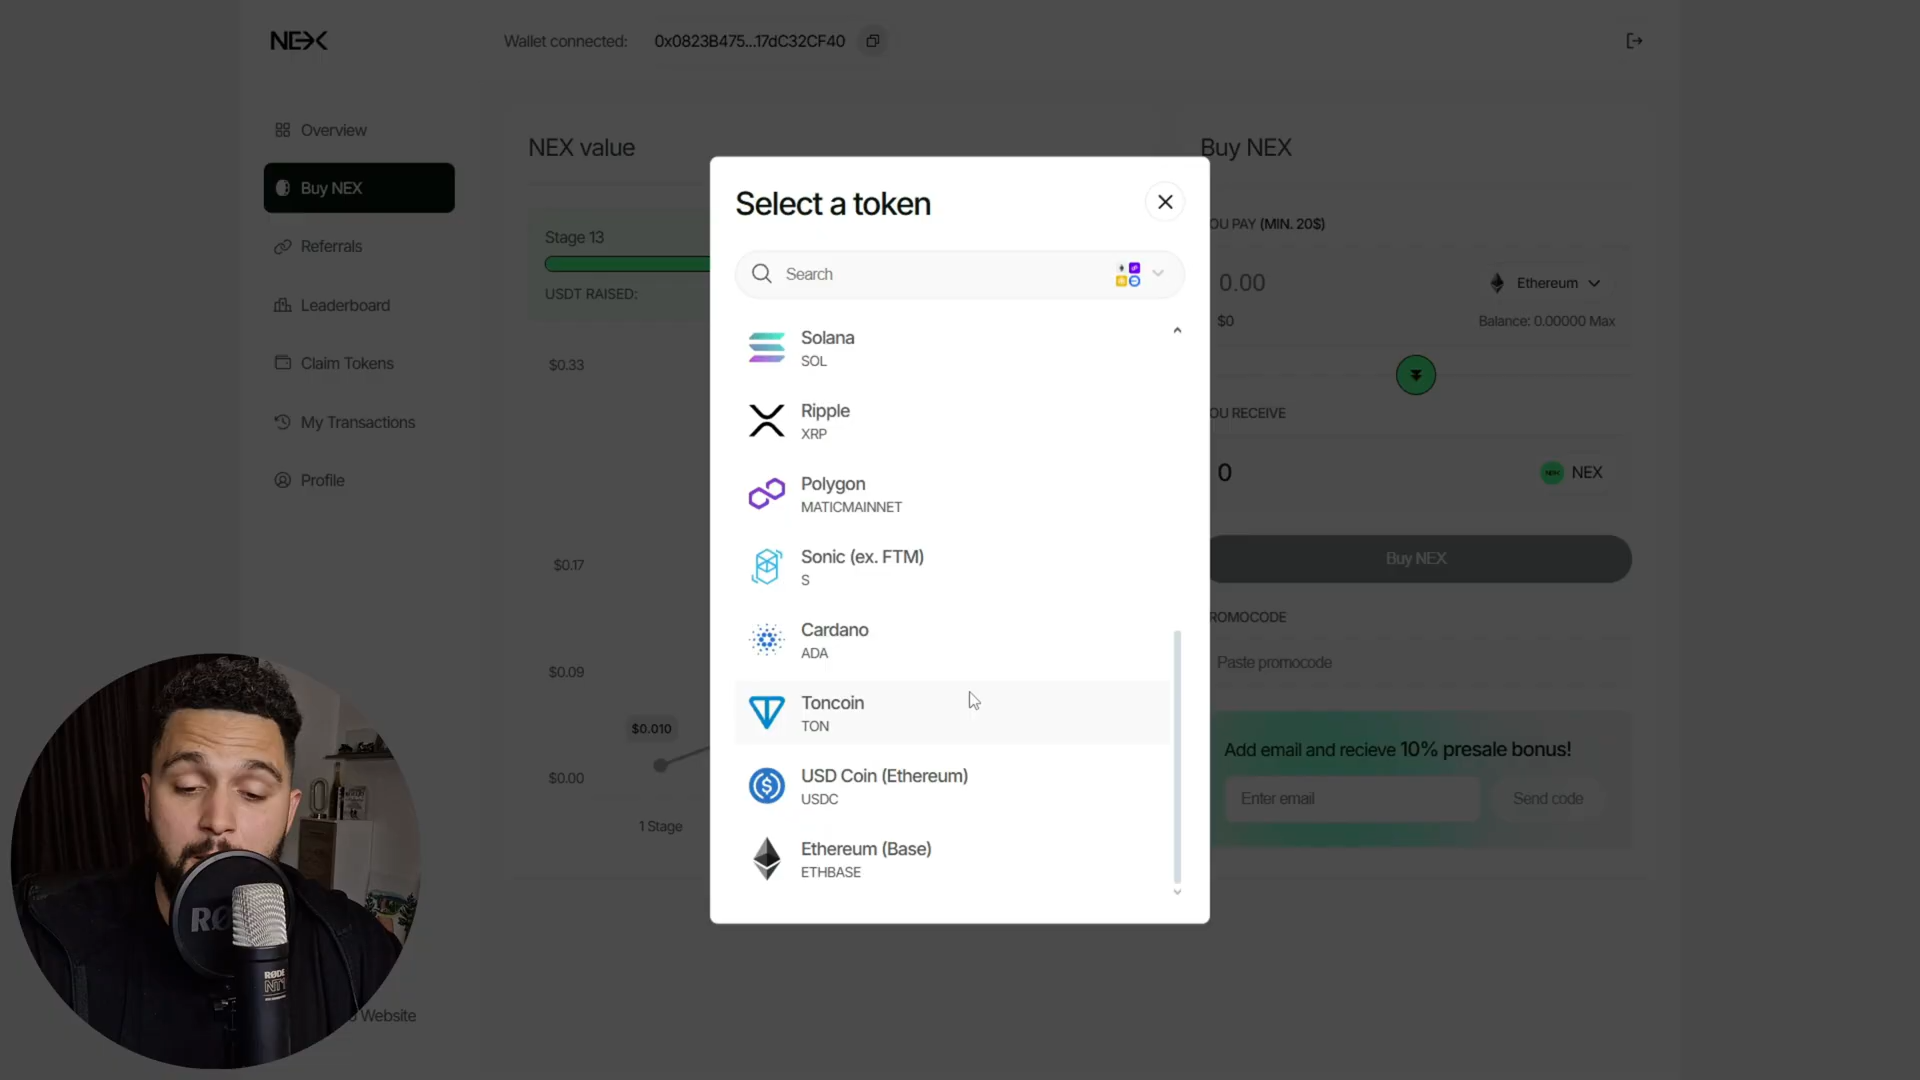 NEX
Wallet connected: 0x0823B475...17dC32CF40
Overview
Buy NEX
Referrals
Leaderboard
Claim Tokens
My Transactions
Profile
Website
NEX value
Stage 13
USDT RAISED:
$0.33
$0.17
$0.09
$0.010
$0.00
1 Stage
Select a token
Search
Solana
SOL
Ripple
XRP
Polygon
MATICMAINNET
Sonic (ex. FTM)
S
Cardano
ADA
Toncoin
TON
USD Coin (Ethereum)
USDC
Ethereum (Base)
ETHBASE
Buy NEX
OU PAY (MIN. 20$)
0.00
Ethereum
$0
Balance: 0.00000 Max
OU RECEIVE
0
NEX
Buy NEX
ROMOCODE
Paste promocode
Add email and recieve 10% presale bonus!
Enter email
Send code
RØ
RØDE
NT1